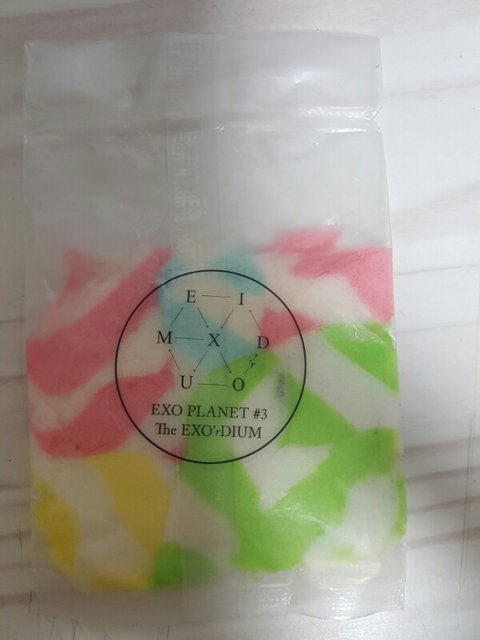 E I
M X D
r
U O
EXO PLANET #3
The EXO'rDIUM